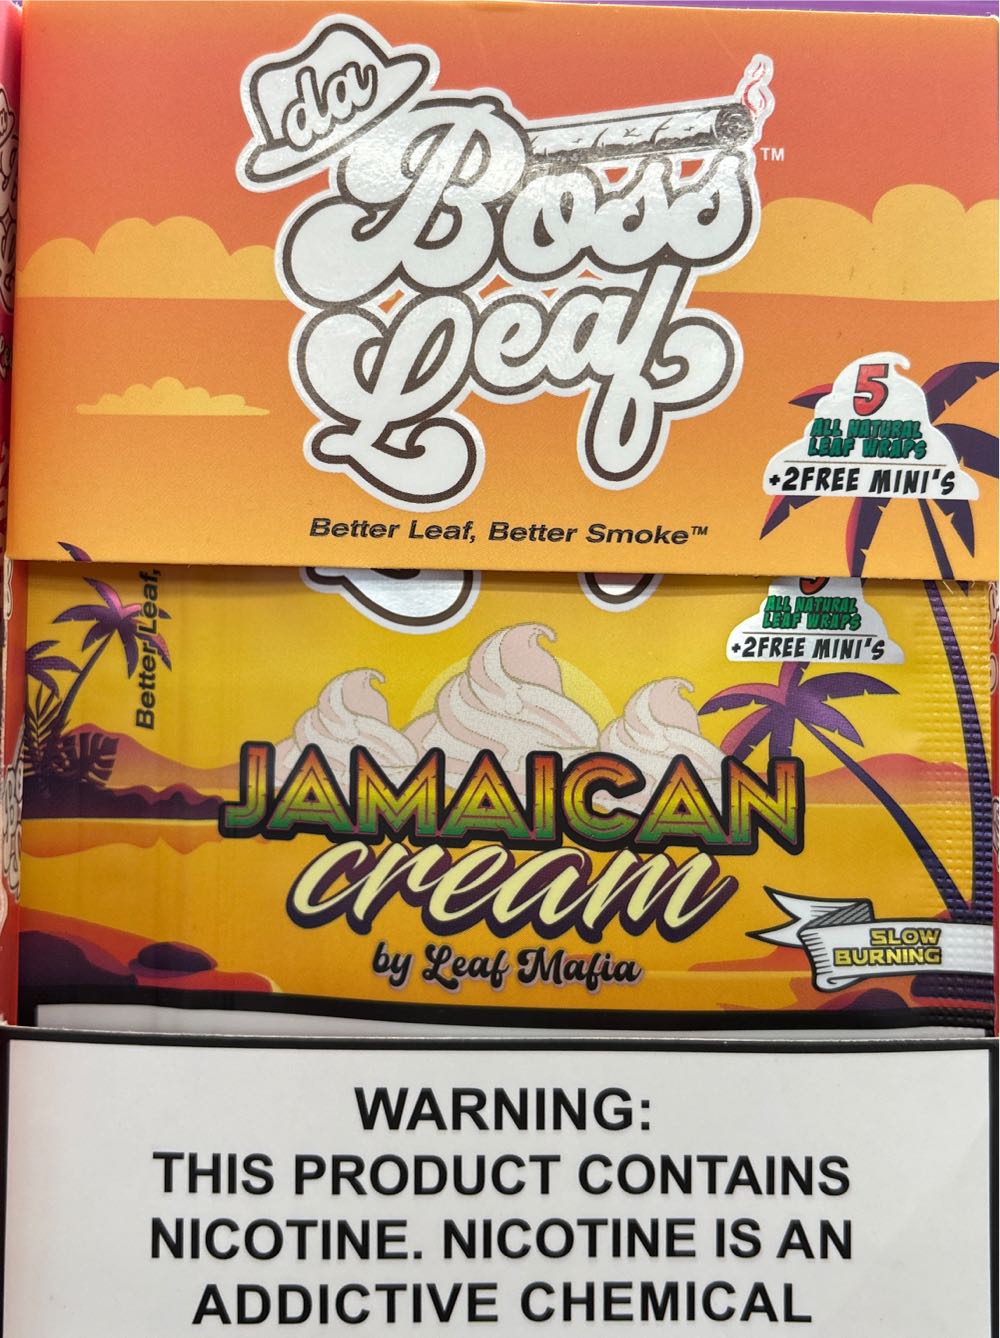 da
Boss
Leaf
TM
5
ALL NATURAL
LEAF WRAPS
+2FREE MINI'S
Better Leaf, Better Smoke™
Better Leaf,
ALL NATURAL
LEAF WRAPS
+2FREE MINI'S
JAMAICAN
cream
by Leaf Mafia
SLOW
BURNING
WARNING:
THIS PRODUCT CONTAINS
NICOTINE. NICOTINE IS AN
ADDICTIVE CHEMICAL